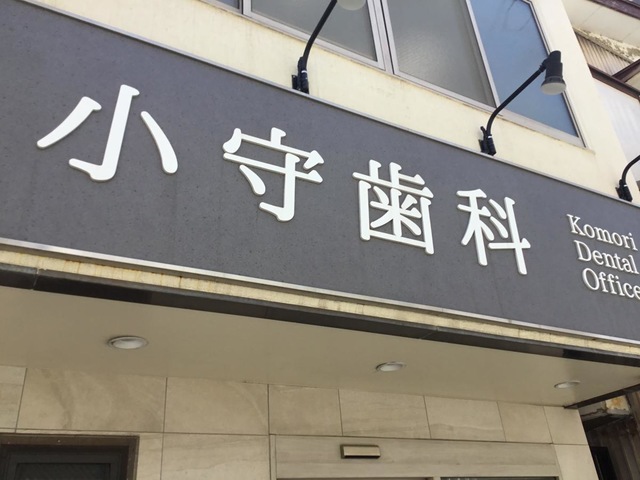 小守歯科
Komori
Dental
Office